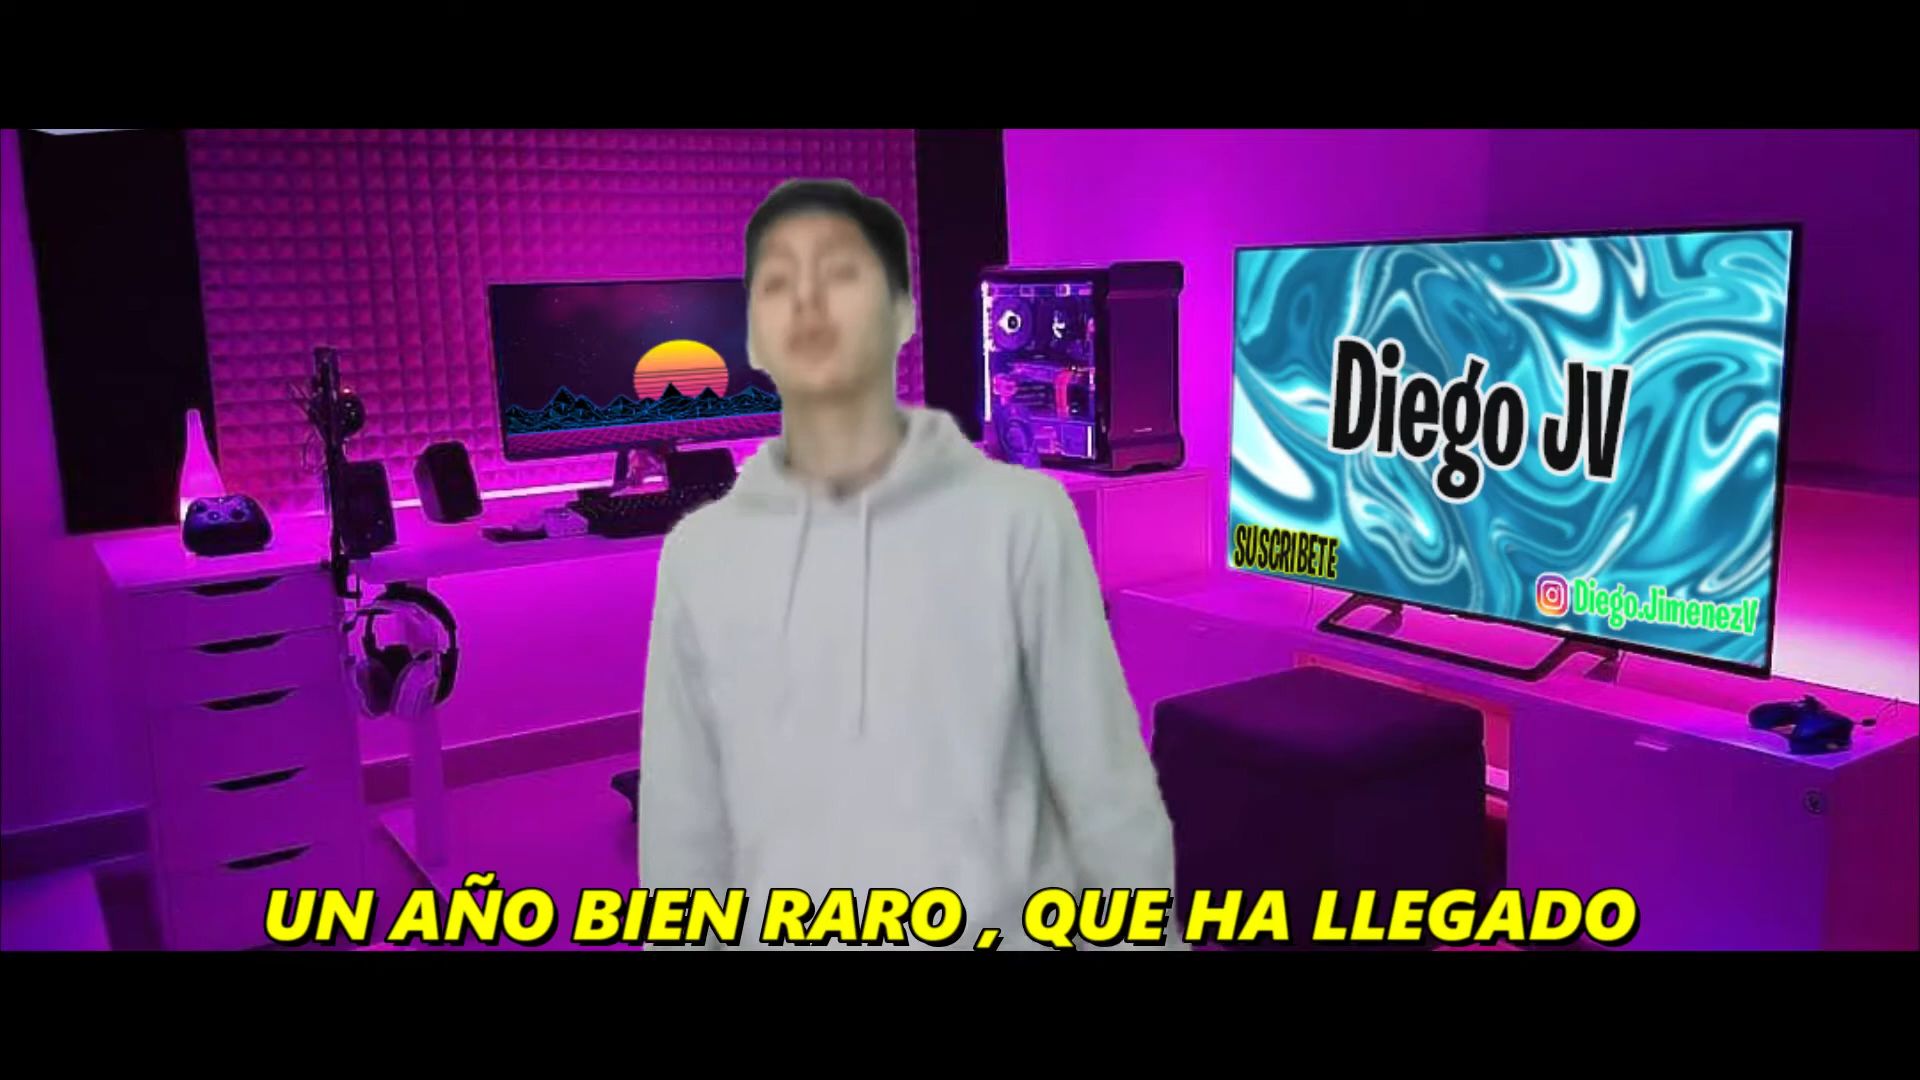 Diego JV
SUSCRIBETE
Diego.JimenezV
UN AÑO BIEN RARO , QUE HA LLEGADO